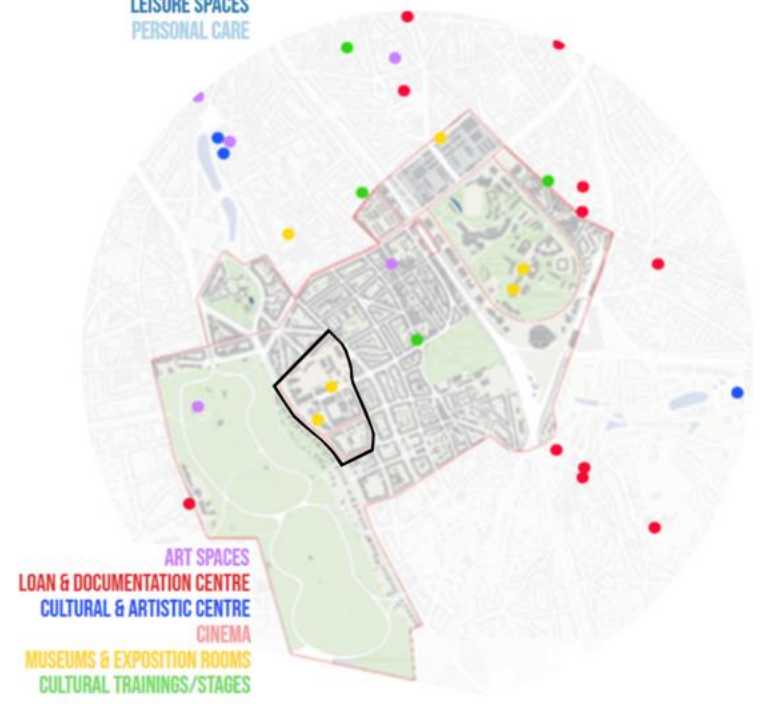 LEISURE SPACES
PERSONAL CARE
ART SPACES
LOAN & DOCUMENTATION CENTRE
CULTURAL & ARTISTIC CENTRE
CINEMA
MUSEUMS & EXPOSITION ROOMS
CULTURAL TRAININGS/STAGES